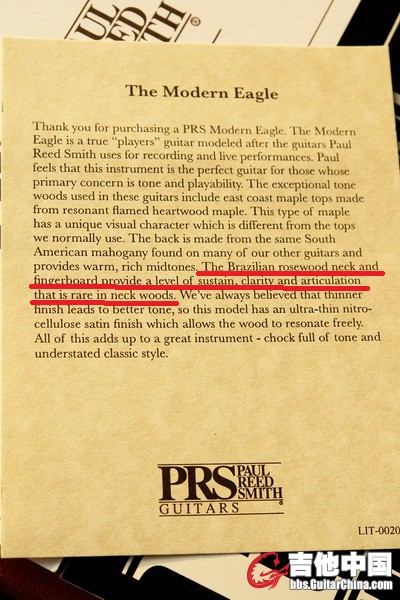 PAUL
REED
SMITH
The Modern Eagle
Thank you for purchasing a PRS Modern Eagle. The Modern
Eagle is a true "players" guitar modeled after the guitars Paul
Reed Smith uses for recording and live performances. Paul
feels that this instrument is the perfect guitar for those whose
primary concern is tone and playability. The exceptional tone
woods used in these guitars include east coast maple tops made
from resonant flamed heartwood maple. This type of maple
has a unique visual character which is different from the tops
we normally use. The back is made from the same South
American mahogany found on many of our other guitars and
provides warm, rich midtones. The Brazilian rosewood neck and
fingerboard provide a level of sustain, clarity and articulation
that is rare in neck woods. We've always believed that thinner
finish leads to better tone, so this model has an ultra-thin nitro-
cellulose satin finish which allows the wood to resonate freely.
All of this adds up to a great instrument - chock full of tone and
understated classic style.
PRS PAUL
REED
SMITH
GUITARS
LIT-0020
吉他中国
bbs.GuitarChina.com